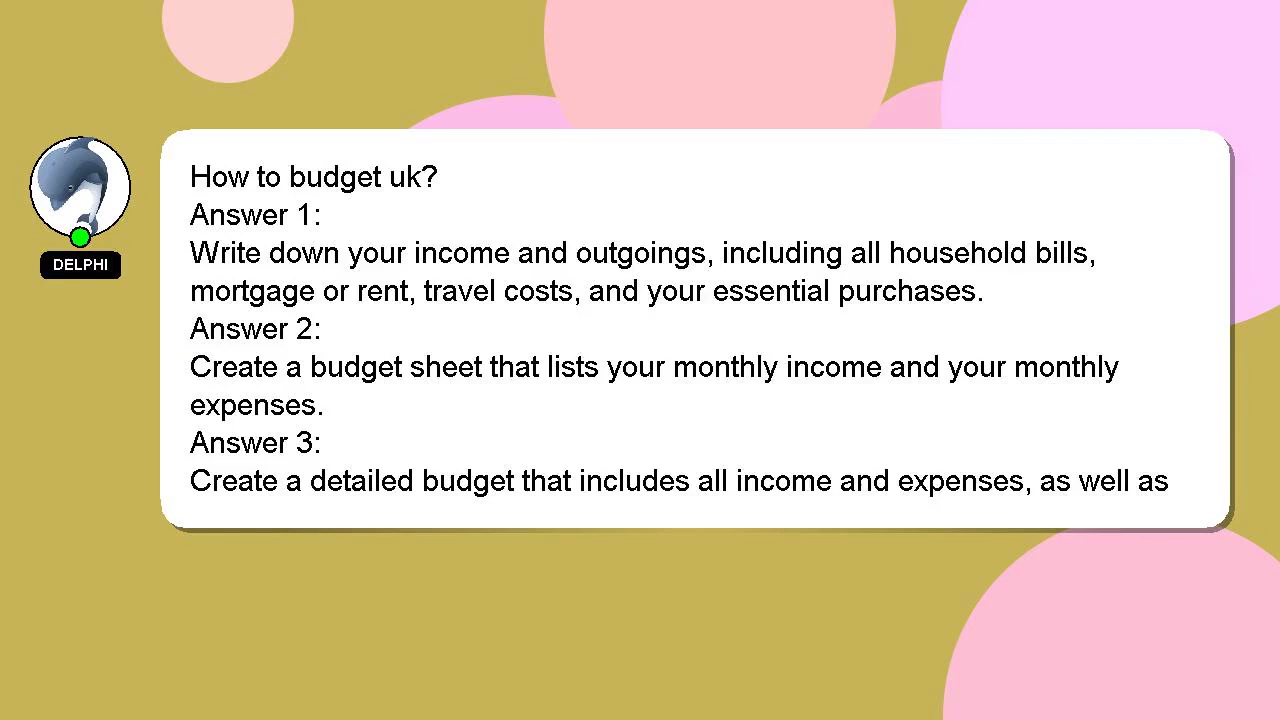 How to budget uk?
Answer 1:
Write down your income and outgoings, including all household bills,
mortgage or rent, travel costs, and your essential purchases.
Answer 2:
Create a budget sheet that lists your monthly income and your monthly
expenses.
Answer 3:
Create a detailed budget that includes all income and expenses, as well as
DELPHI